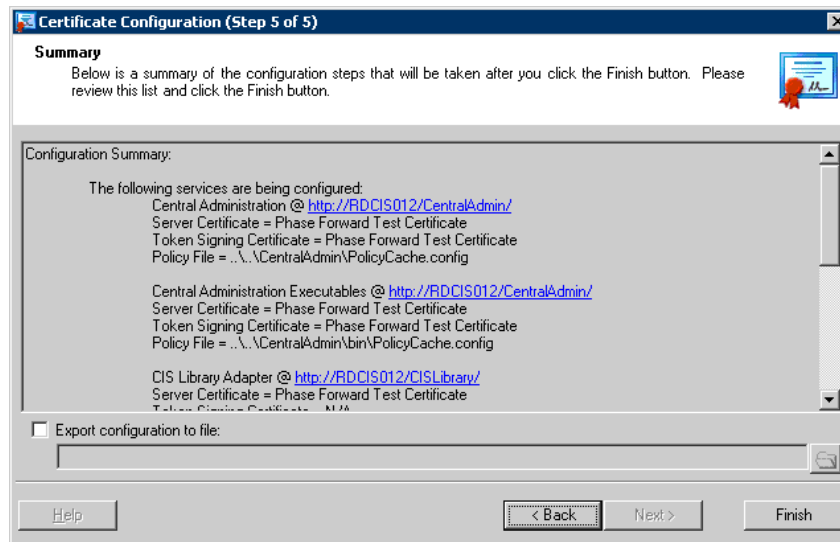 Certificate Configuration (Step 5 of 5)
Summary
Below is a summary of the configuration steps that will be taken after you click the Finish button. Please
review this list and click the Finish button.
Configuration Summary:
The following services are being configured:
Central Administration @ http://RDCIS012/CentralAdmin/
Server Certificate = Phase Forward Test Certificate
Token Signing Certificate = Phase Forward Test Certificate
Policy File = ..\..\CentralAdmin\PolicyCache.config
Central Administration Executables @ http://RDCIS012/CentralAdmin/
Server Certificate = Phase Forward Test Certificate
Token Signing Certificate = Phase Forward Test Certificate
Policy File = ..\..\CentralAdmin\bin\PolicyCache.config
CIS Library Adapter @ http://RDCIS012/CISLibrary/
Server Certificate = Phase Forward Test Certificate
Token Signing Certificate = N/A
Export configuration to file:
Help
< Back
Next >
Finish